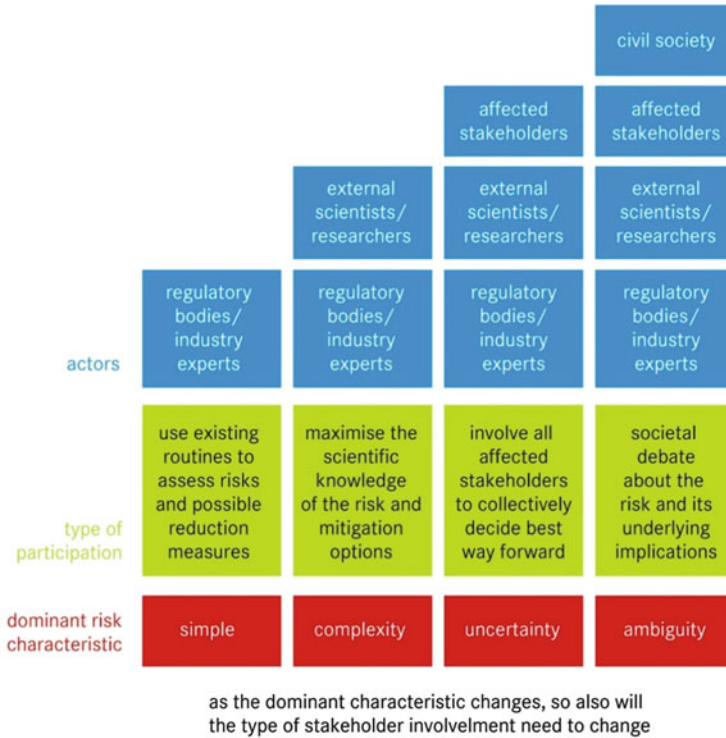 civil society
affected
stakeholders
affected
stakeholders
external
scientists/
researchers
external
scientists/
researchers
external
scientists/
researchers
actors
regulatory
bodies/
industry
experts
regulatory
bodies/
industry
experts
regulatory
bodies/
industry
experts
regulatory
bodies/
industry
experts
type of
participation
use existing
routines to
assess risks
and possible
reduction
measures
maximise the
scientific
knowledge
of the risk and
mitigation
options
involve all
affected
stakeholders
to collectively
decide best
way forward
societal
debate
about the
risk and its
underlying
implications
dominant risk
characteristic
simple
complexity
uncertainty
ambiguity
as the dominant characteristic changes, so also will
the type of stakeholder involvelment need to change